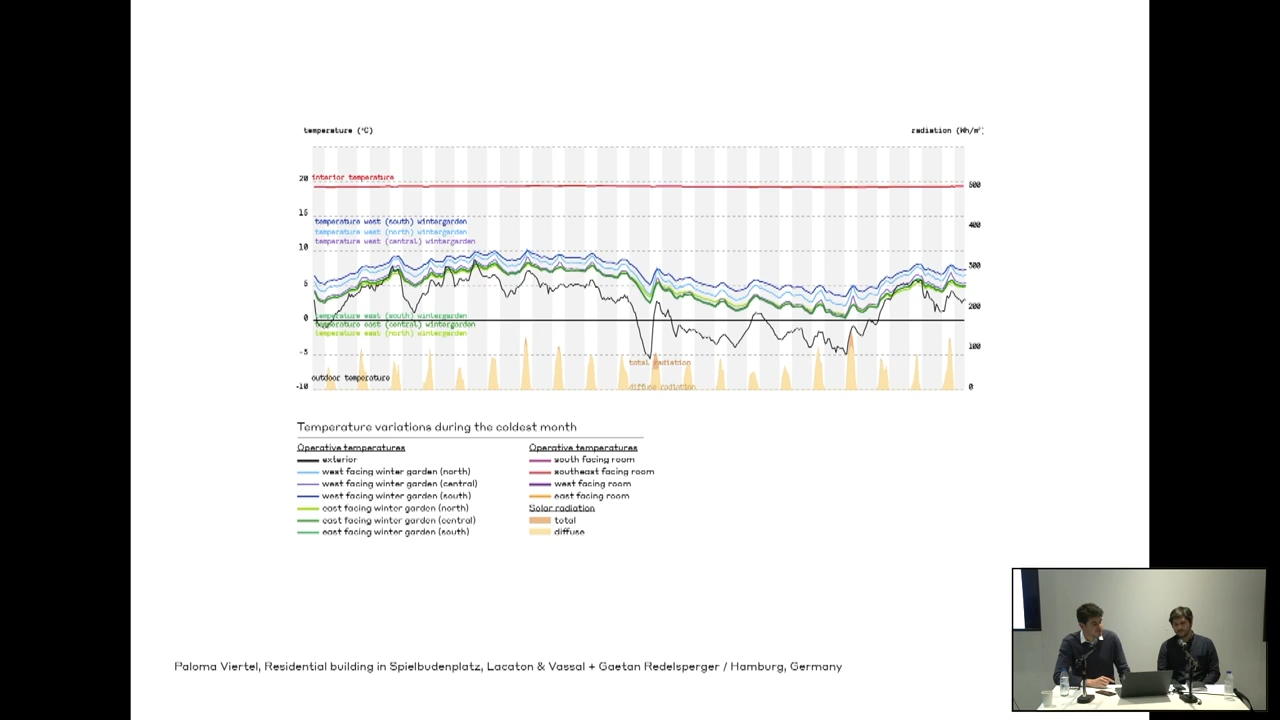 temperature (°C)
radiation (Wh/m²)
20
interior temperature
600
15
temperature west (south) wintergarden
400
temperature west (north) wintergarden
temperature west (central) wintergarden
10
300
5
200
temperature east (south) wintergarden
0
temperature east (central) wintergarden
temperature east (north) wintergarden
100
-5
total radiation
outdoor temperature
-10
diffuse radiation
0
Temperature variations during the coldest month
Operative temperatures
exterior
west facing winter garden (north)
west facing winter garden (central)
west facing winter garden (south)
east facing winter garden (north)
east facing winter garden (central)
east facing winter garden (south)
Operative temperatures
south facing room
southeast facing room
west facing room
east facing room
Solar radiation
total
diffuse
Paloma Viertel, Residential building in Spielbudenplatz, Lacaton & Vassal + Gaetan Redelsperger / Hamburg, Germany